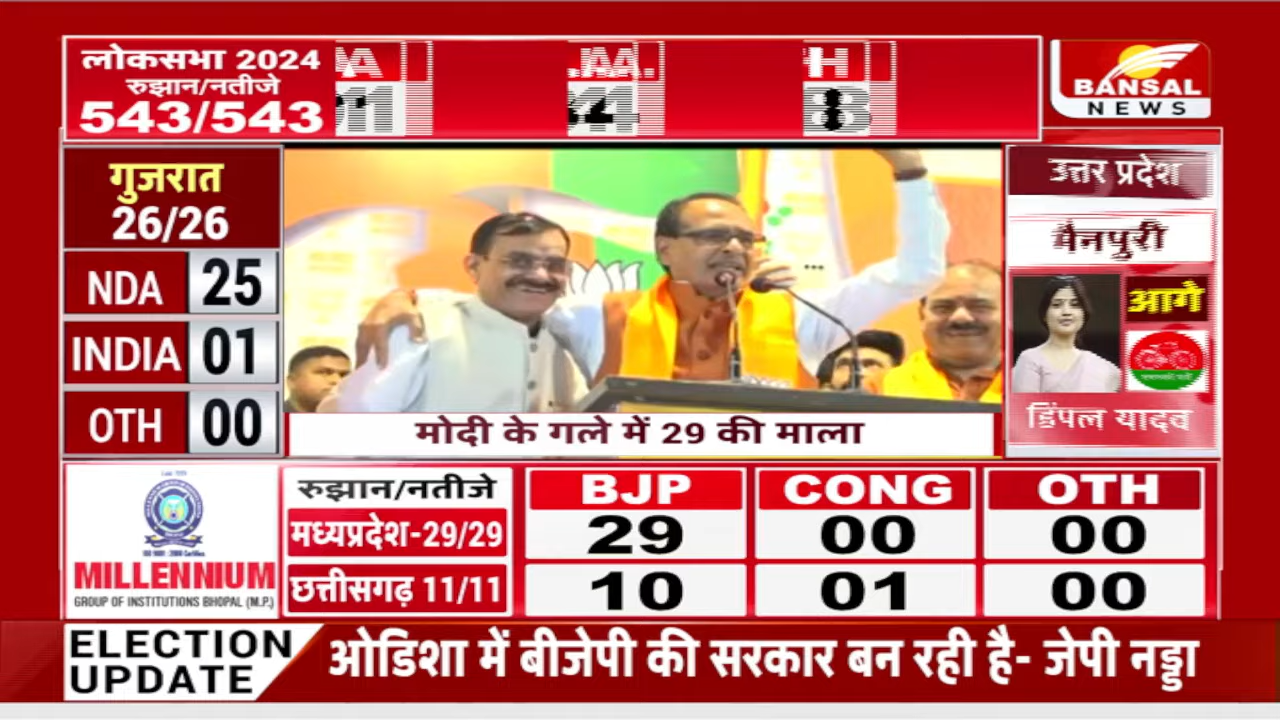 लोकसभा 2024
रुझान/नतीजे
543/543
BANSAL
NEWS
गुजरात
26/26
NDA 25
INDIA 01
OTH 00
मोदी के गले में 29 की माला
उत्तर प्रदेश
मैनपुरी
आगे
डिंपल यादव
MILLENNIUM
GROUP OF INSTITUTIONS BHOPAL (M.P.)
रुझान/नतीजे BJP CONG OTH
मध्यप्रदेश-29/29 29 00 00
छत्तीसगढ़ 11/11 10 01 00
ELECTION
UPDATE
ओडिशा में बीजेपी की सरकार बन रही है- जेपी नड्डा